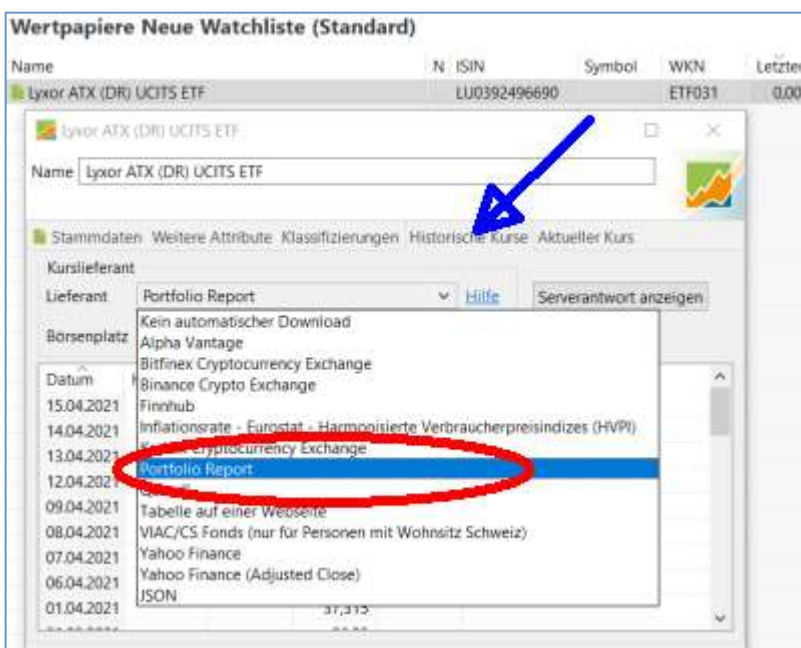 Wertpapiere Neue Watchliste (Standard)
Name N ISIN Symbol WKN Letzter
Lyxor ATX (DR) UCITS ETF LU0392496690 ETF031 0,00
Lyxor ATX (DR) UCITS ETF
Name Lyxor ATX (DR) UCITS ETF
Stammdaten Weitere Attribute Klassifizierungen Historische Kurse Aktueller Kurs
Kurslieferant
Lieferant Portfolio Report Hilfe Serverantwort anzeigen
Börsenplatz
Kein automatischer Download
Alpha Vantage
Bitfinex Cryptocurrency Exchange
Binance Crypto Exchange
Finnhub
Inflationsrate - Eurostat - Harmonisierte Verbraucherpreisindizes (HVPI)
Cryptocurrency Exchange
Portfolio Report
Tabelle auf einer Webseite
VIAC/CS Fonds (nur für Personen mit Wohnsitz Schweiz)
Yahoo Finance
Yahoo Finance (Adjusted Close)
JSON
Datum
15.04.2021
14.04.2021
13.04.2021
12.04.2021
09.04.2021
08.04.2021
07.04.2021
06.04.2021
01.04.2021 37,315